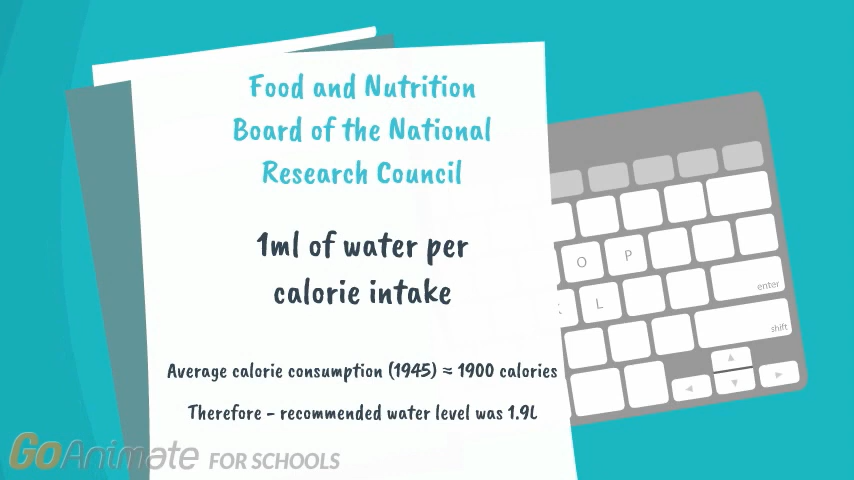 Food and Nutrition
Board of the National
Research Council
1ml of water per
calorie intake
Average calorie consumption (1945) ≈ 1900 calories
Therefore - recommended water level was 1.9L
O
P
L
enter
shift
GoAnimate FOR SCHOOLS